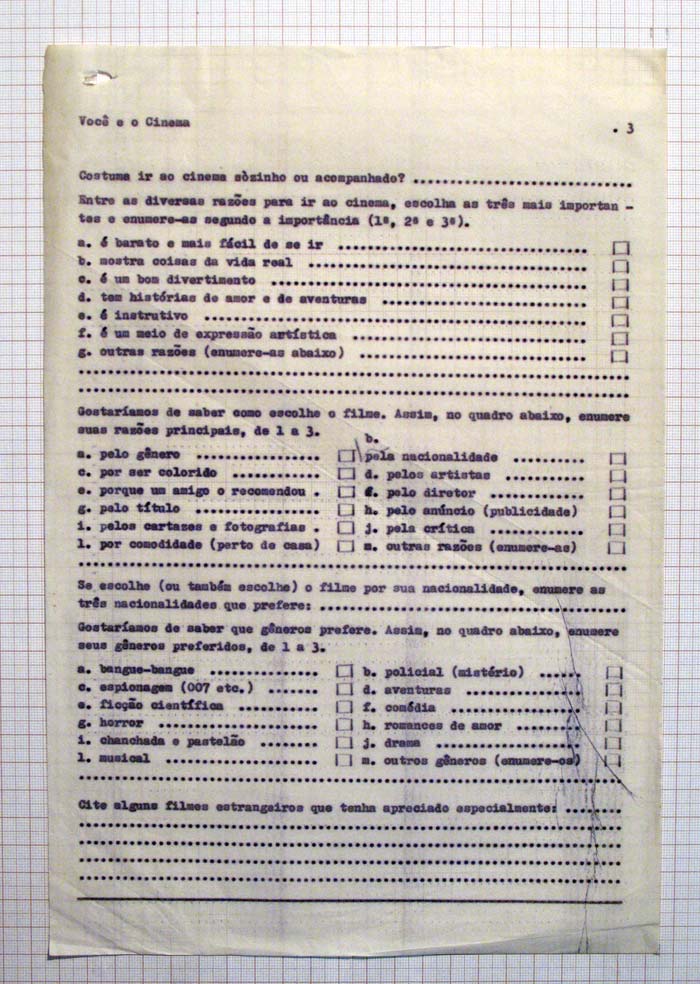 Você e o Cinema
. 3
Costuma ir ao cinema sòzinho ou acompanhado? ................................
Entre as diversas razões para ir ao cinema, escolha as três mais importan -
tes e enumere-as segundo a importância (1ª, 2ª e 3ª).
a. é barato e mais fácil de se ir ....................................
b. mostra coisas da vida real ........................................
c. é um bom divertimento .............................................
d. tem histórias de amor e de aventuras ..............................
e. é instrutivo ......................................................
f. é um meio de expressão artística ..................................
g. outras razões (enumere-as abaixo) .................................
................................................................................
................................................................................
Gostaríamos de saber como escolhe o filme. Assim, no quadro abaixo, enumere
suas razões principais, de 1 a 3.
b.
a. pelo gênero .................. pela nacionalidade ..........
c. por ser colorido ............. d. pelos artistas ...........
e. porque um amigo o recomendou . f. pelo diretor .............
g. pelo título .................. h. pelo anúncio (publicidade)
i. pelos cartazes e fotografias . j. pela crítica .............
l. por comodidade (perto de casa) m. outras razões (enumere-as)
................................................................................
Se escolhe (ou também escolhe) o filme por sua nacionalidade, enumere as
três nacionalidades que prefere: .............................................
Gostaríamos de saber que gêneros prefere. Assim, no quadro abaixo, enumere
seus gêneros preferidos, de 1 a 3.
a. bangue-bangue ................ b. policial (mistério) ......
c. espionagem (007 etc.) ....... d. aventuras ................
e. ficção científica ............ f. comédia ..................
g. horror ....................... h. romances de amor .........
i. chanchada e pastelão ......... j. drama ....................
l. musical ...................... m. outros gêneros (enumere-os)
................................................................................
Cite alguns filmes estrangeiros que tenha apreciado especialmente: ........
................................................................................
................................................................................
................................................................................
................................................................................